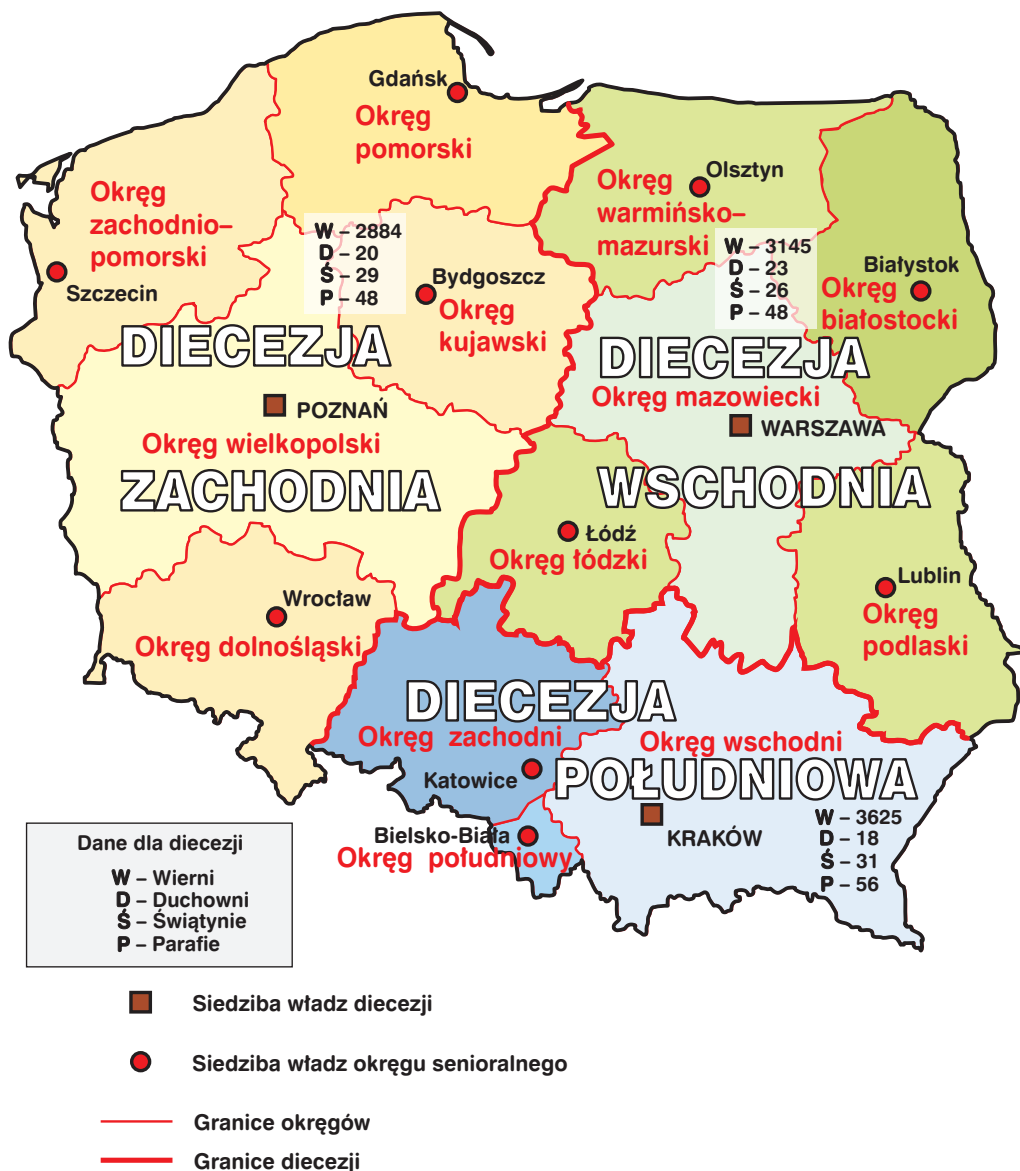 Gdańsk
Okręg
pomorski
Olsztyn
Okręg
warmińsko–
mazurski
Okręg
zachodnio–
pomorski
Szczecin
W – 2884
D – 20
Ś – 29
P – 48
Bydgoszcz
Okręg
kujawski
W – 3145
D – 23
Ś – 26
P – 48
Białystok
Okręg
białostocki
DIECEZJA
ZACHODNIA
POZNAŃ
Okręg wielkopolski
DIECEZJA
WSCHODNIA
Okręg mazowiecki
WARSZAWA
Łódź
Okręg łódzki
Lublin
Okręg
podlaski
Wrocław
Okręg dolnośląski
DIECEZJA
POŁUDNIOWA
Okręg zachodni
Katowice
Okręg wschodni
KRAKÓW
Bielsko-Biała
Okręg południowy
W – 3625
D – 18
Ś – 31
P – 56
Dane dla diecezji
W – Wierni
D – Duchowni
Ś – Świątynie
P – Parafie
Siedziba władz diecezji
Siedziba władz okręgu senioralnego
Granice okręgów
Granice diecezji